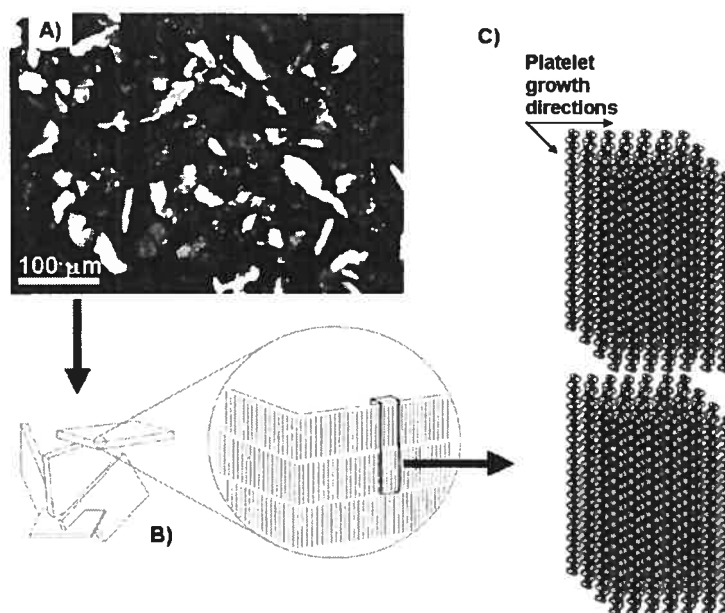 A)
100 μm
B)
C)
Platelet
growth
directions